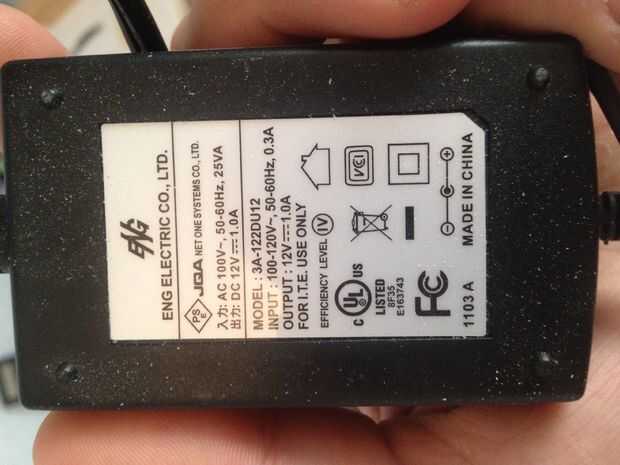 ENG
ENG ELECTRIC CO., LTD.
PS
E
JQA NET ONE SYSTEMS CO., LTD.
入力: AC 100V~, 50-60Hz, 25VA
出力: DC 12V⎓1.0A
MODEL : 3A-122DU12
INPUT : 100-120V~, 50-60Hz, 0.3A
OUTPUT : 12V⎓1.0A
FOR I.T.E. USE ONLY
EFFICIENCY LEVEL IV
VCCI
C UL US
LISTED
8F35
E163743
FC
1103 A
MADE IN CHINA